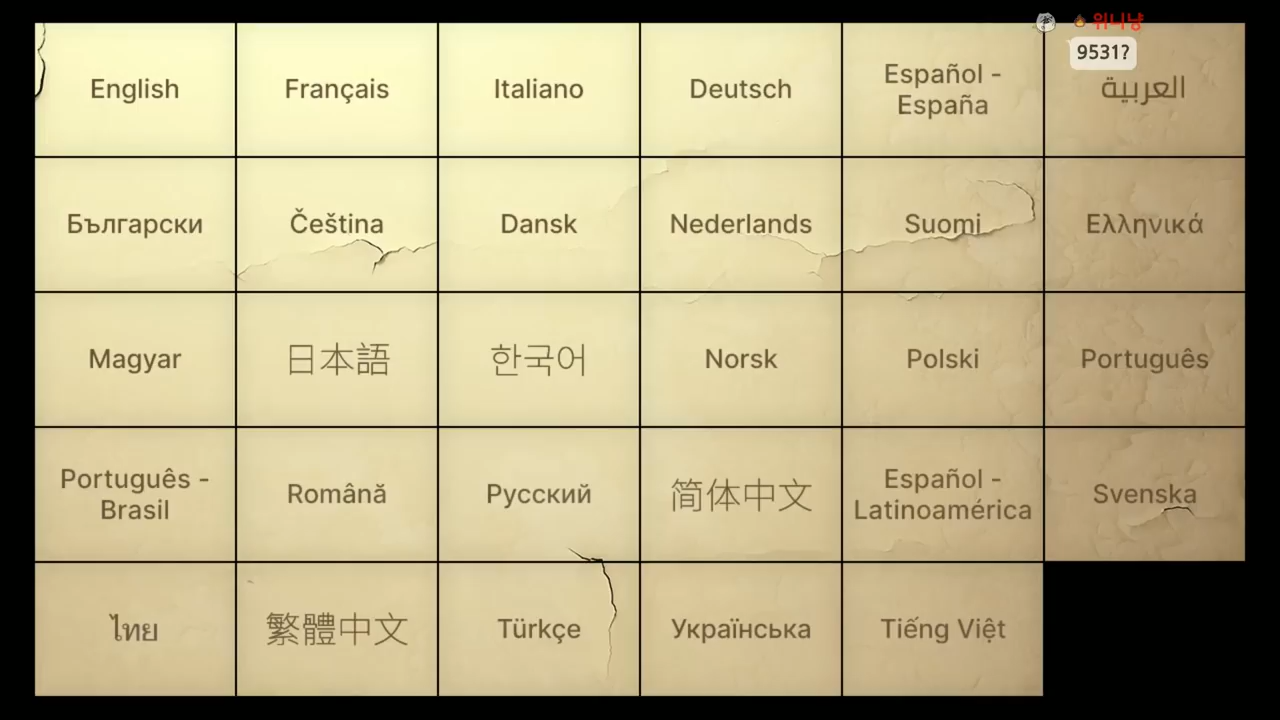 위니냥
9531?
English
Français
Italiano
Deutsch
Español -
España
العربية
Български
Čeština
Dansk
Nederlands
Suomi
Ελληνικά
Magyar
日本語
한국어
Norsk
Polski
Português
Português -
Brasil
Română
Русский
简体中文
Español -
Latinoamérica
Svenska
ไทย
繁體中文
Türkçe
Українська
Tiếng Việt